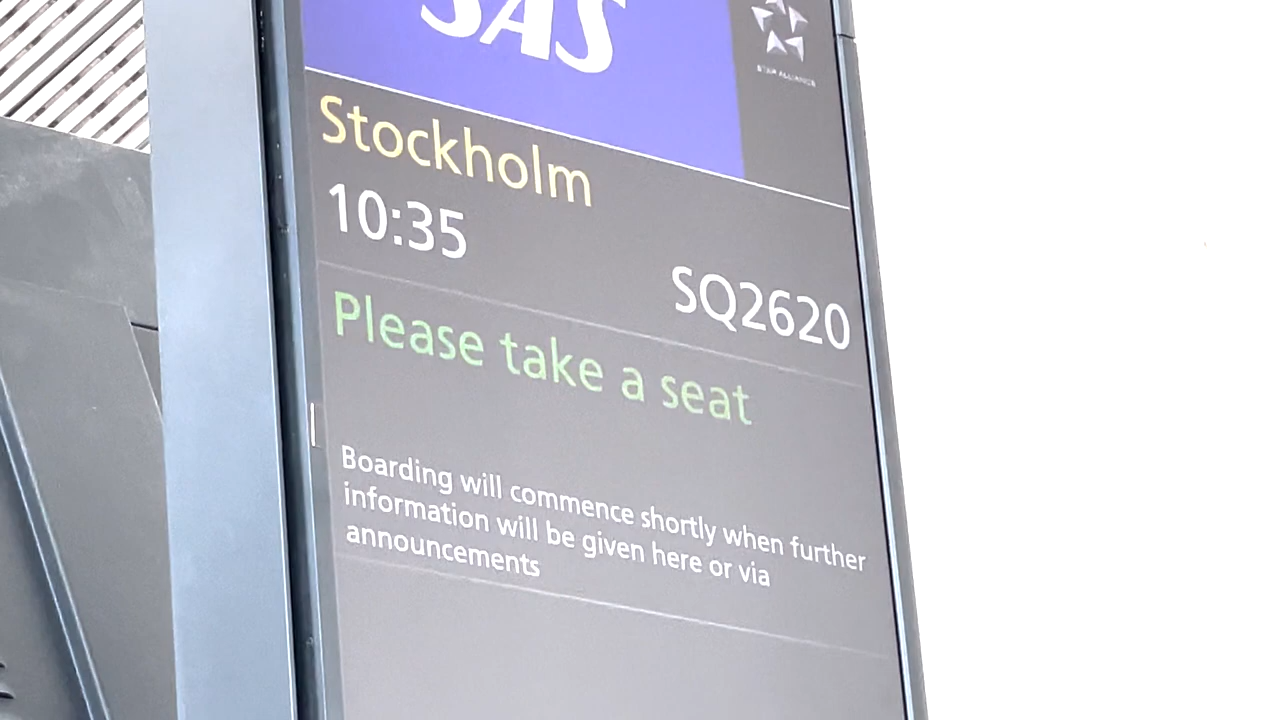 SAS
STAR ALLIANCE
Stockholm
10:35
SQ2620
Please take a seat
Boarding will commence shortly when further
information will be given here or via
announcements